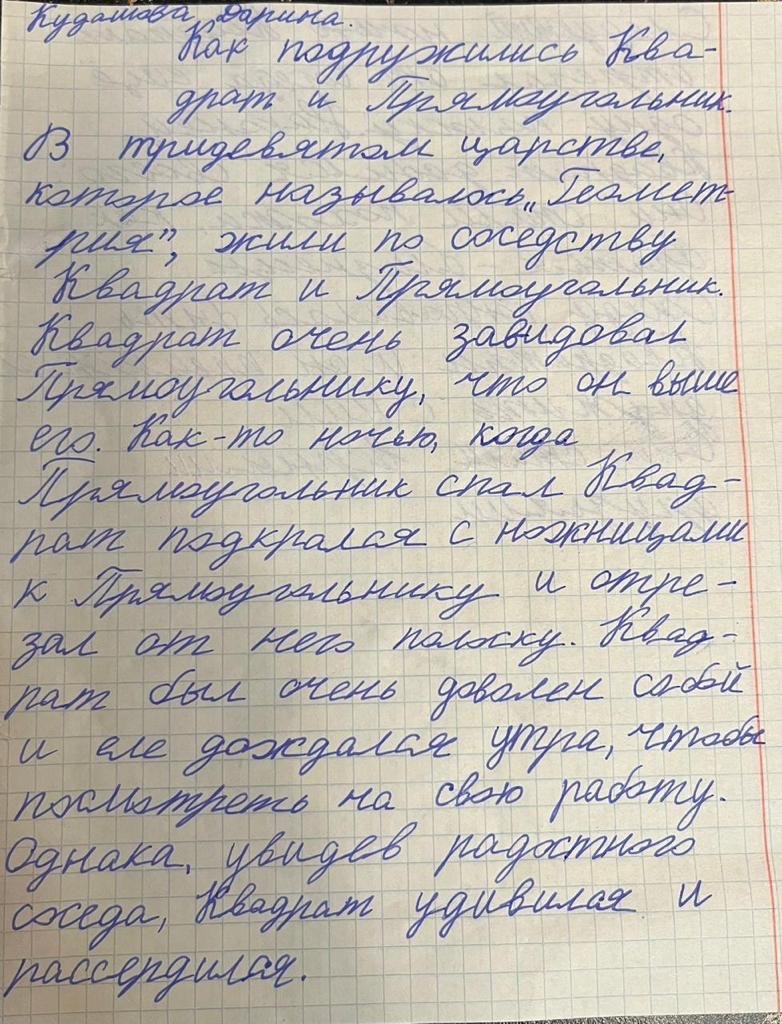 Кудашова Дарина.
Как подружились Ква-
драт и Прямоугольник.
В тридевятом царстве,
которое называлось „Геомет-
рия”, жили по соседству
Квадрат и Прямоугольник.
Квадрат очень завидовал
Прямоугольнику, что он выше
его. Как-то ночью, когда
Прямоугольник спал Квад-
рат подкрался с ножницами
к Прямоугольнику и отре-
зал от него полоску. Квад-
рат был очень доволен собой
и еле дождался утра, чтобы
посмотреть на свою работу.
Однака, увидев радостного
соседа, Квадрат удивился и
рассердился.